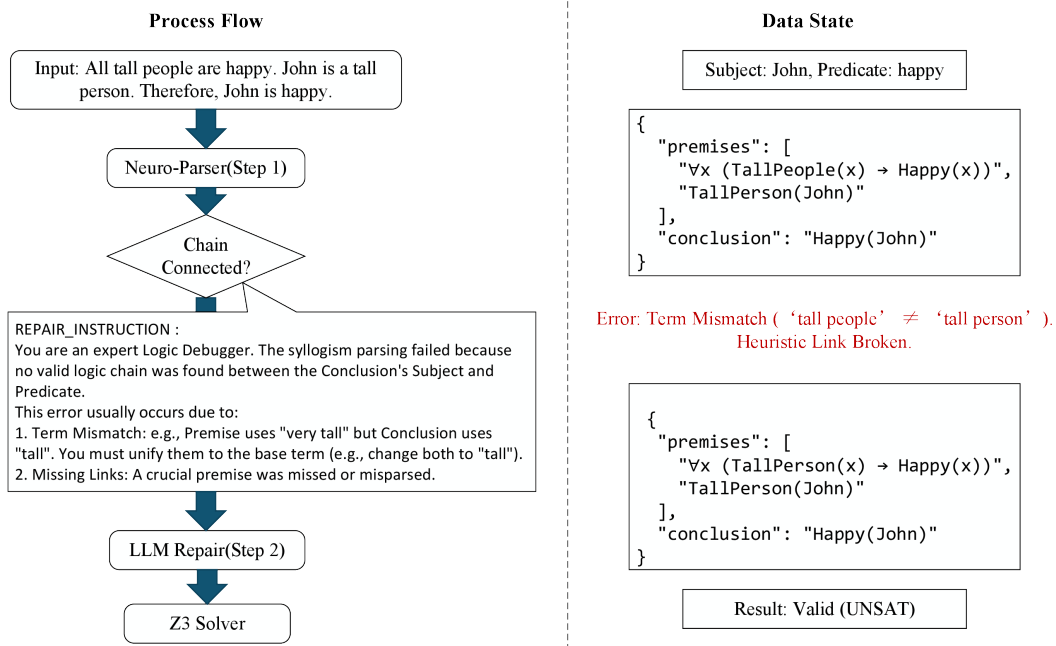 Process Flow
Input: All tall people are happy. John is a tall
person. Therefore, John is happy.
Neuro-Parser(Step 1)
Chain
Connected?
REPAIR_INSTRUCTION :
You are an expert Logic Debugger. The syllogism parsing failed because
no valid logic chain was found between the Conclusion's Subject and
Predicate.
This error usually occurs due to:
1. Term Mismatch: e.g., Premise uses "very tall" but Conclusion uses
"tall". You must unify them to the base term (e.g., change both to "tall").
2. Missing Links: A crucial premise was missed or misparsed.
LLM Repair(Step 2)
Z3 Solver
Data State
Subject: John, Predicate: happy
{
"premises": [
"∀x (TallPeople(x) → Happy(x))",
"TallPerson(John)"
],
"conclusion": "Happy(John)"
}
Error: Term Mismatch (‘tall people’ ≠ ‘tall person’).
Heuristic Link Broken.
{
"premises": [
"∀x (TallPerson(x) → Happy(x))",
"TallPerson(John)"
],
"conclusion": "Happy(John)"
}
Result: Valid (UNSAT)